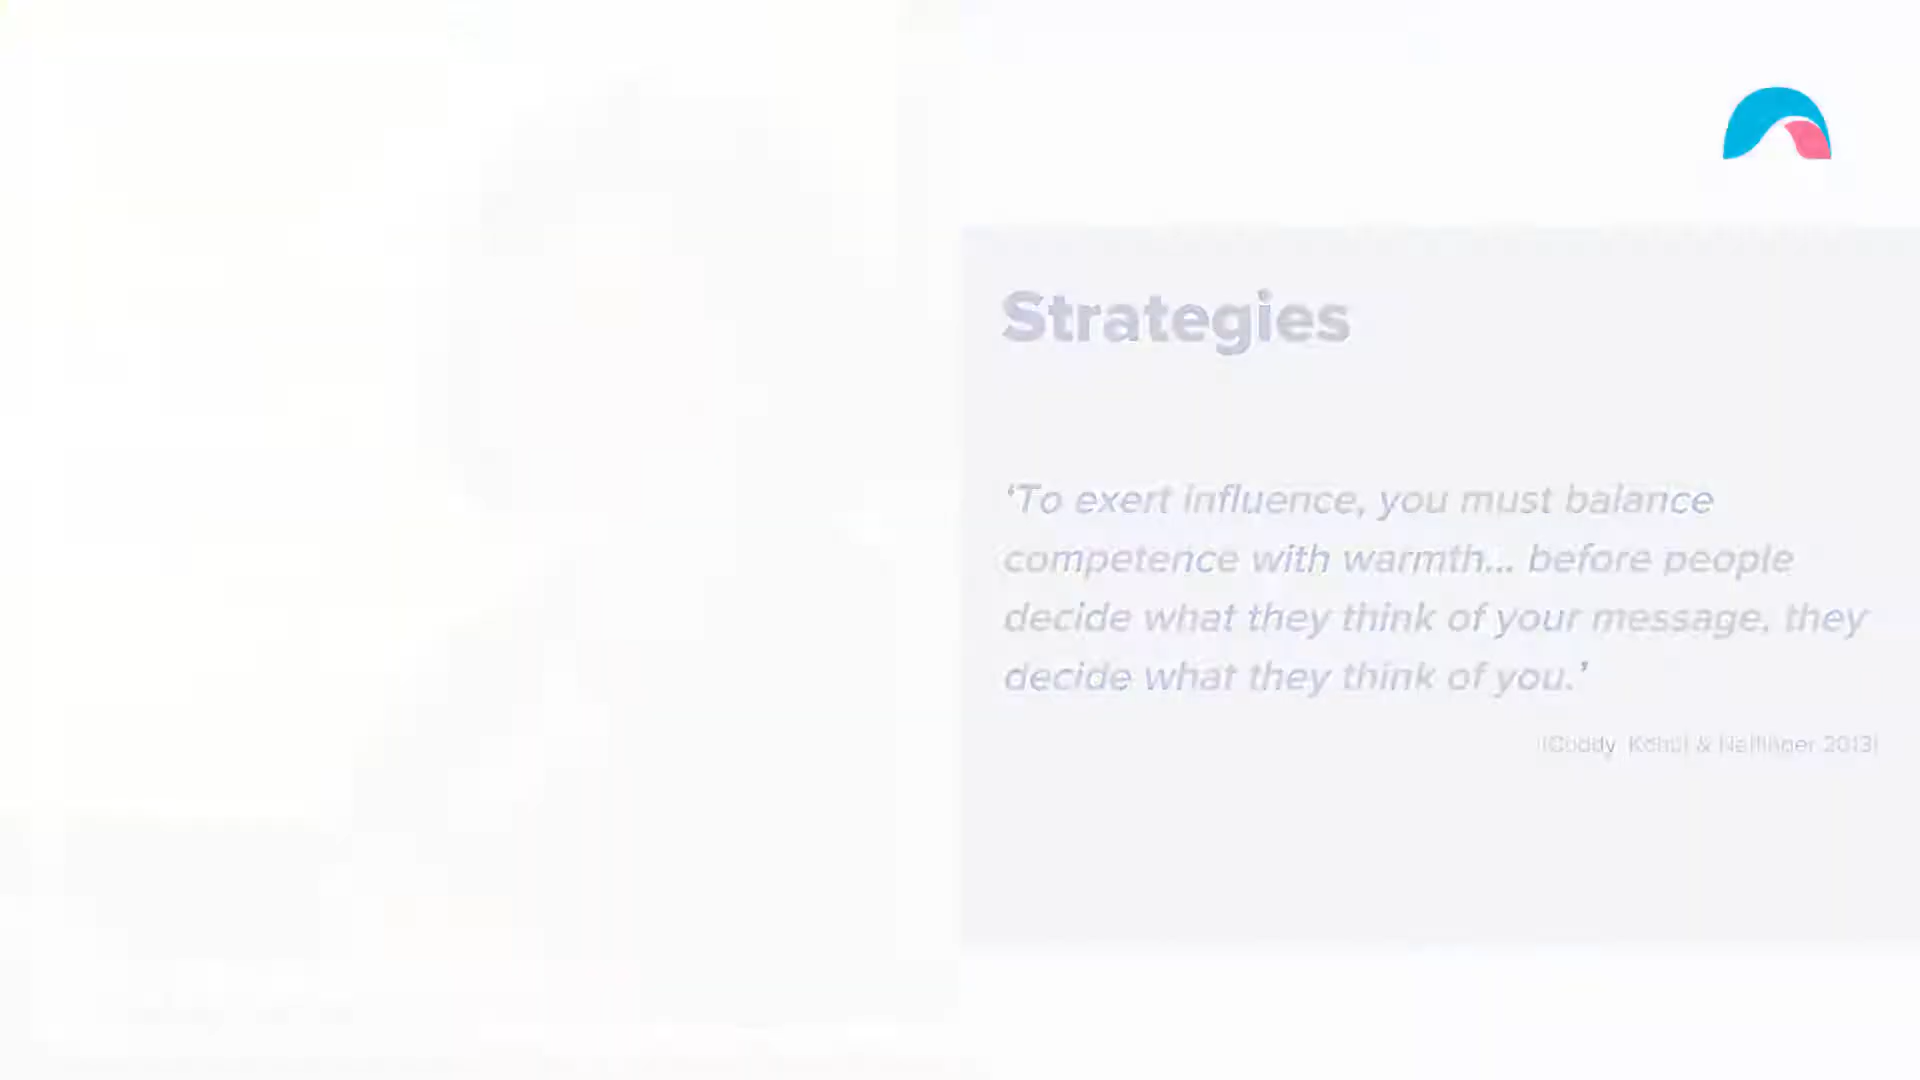 Strategies
‘To exert influence, you must balance
competence with warmth... before people
decide what they think of your message, they
decide what they think of you.’
& 2013)